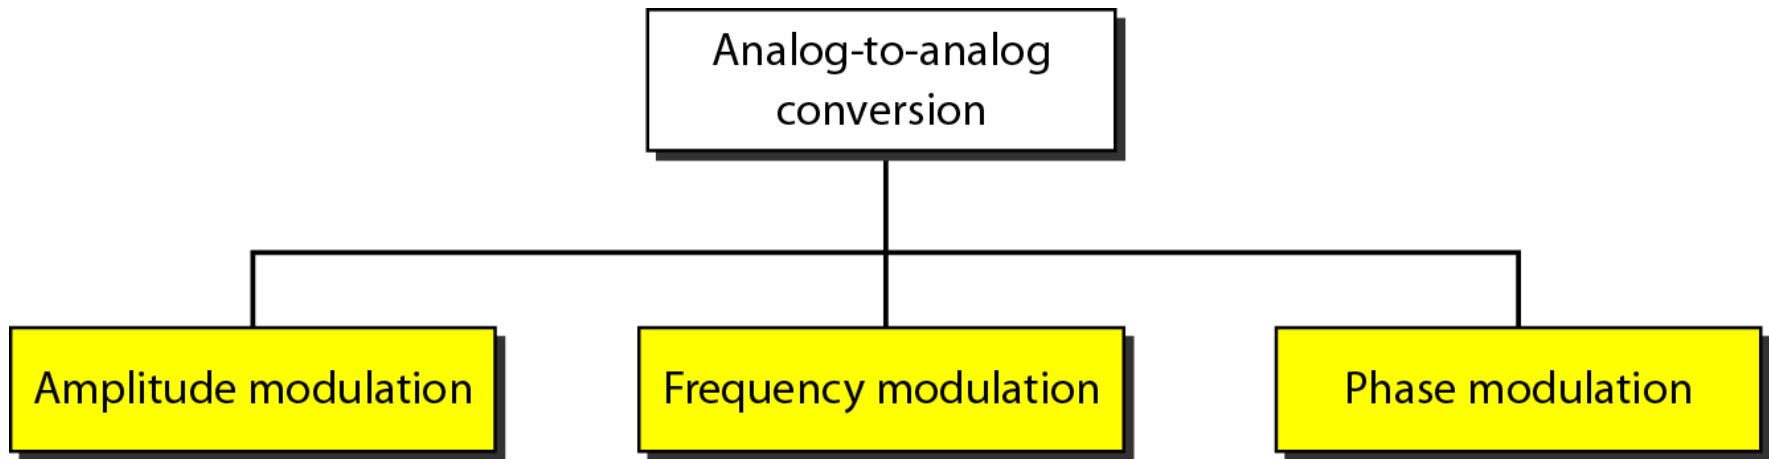 Analog-to-analog
conversion
Amplitude modulation
Frequency modulation
Phase modulation